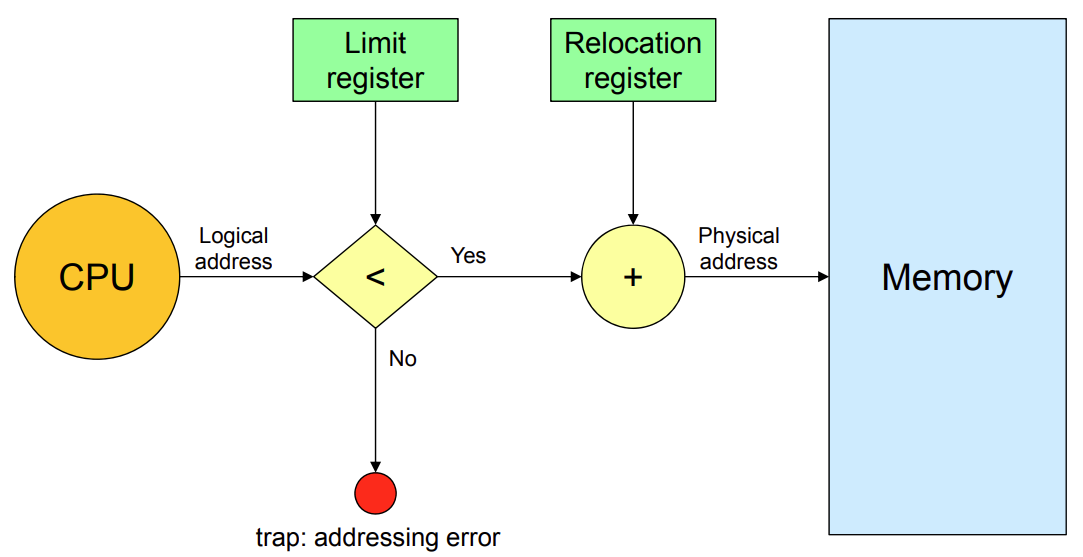 Limit
register
Relocation
register
CPU
Logical
address
<
Yes
+
Physical
address
Memory
No
trap: addressing error